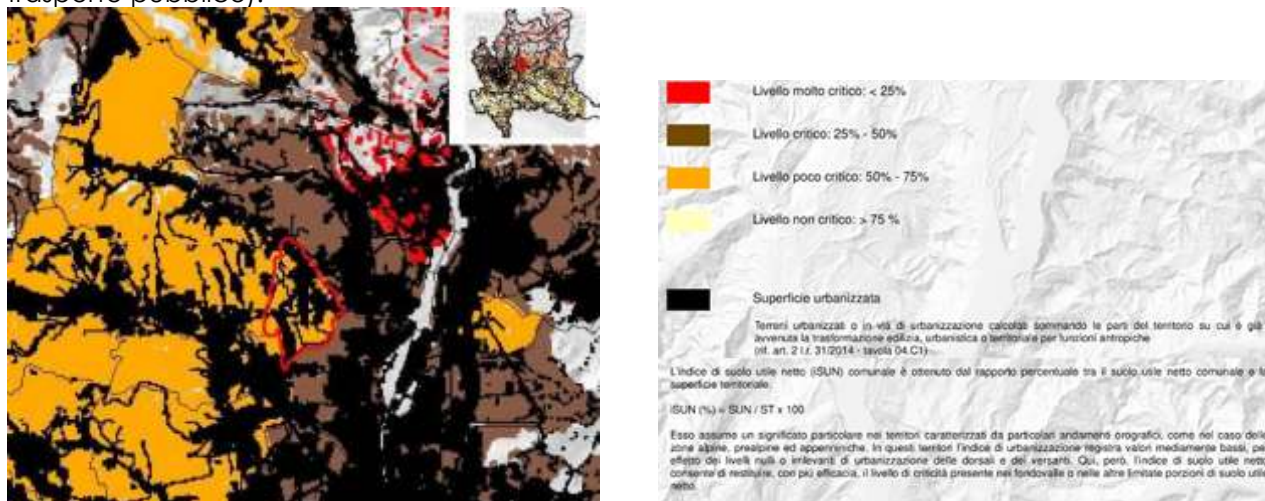 trasporto pubblico).
Livello molto critico: < 25%
Livello critico: 25% - 50%
Livello poco critico: 50% - 75%
Livello non critico: > 75 %
Superficie urbanizzata
Terreni urbanizzati o in via di urbanizzazione calcolati sommando le parti del territorio su cui è già
avvenuta la trasformazione edilizia, urbanistica o territoriale per funzioni antropiche
(rif. art. 2 l.r. 31/2014 - tavola 04.C1)
L'indice di suolo utile netto (iSUN) comunale è ottenuto dal rapporto percentuale tra il suolo utile netto comunale e la
superficie territoriale.
iSUN (%) = SUN / ST x 100
Esso assume un significato particolare nei territori caratterizzati da particolari andamenti orografici, come nel caso delle
zone alpine, prealpine ed appenniniche. In questi territori l'indice di urbanizzazione registra valori mediamente bassi, per
effetto dei livelli nulli o irrilevanti di urbanizzazione delle dorsali e dei versanti. Qui, però, l'indice di suolo utile netto
consente di restituire, con più efficacia, il livello di criticità presente nei fondovalle o nelle altre limitate porzioni di suolo utile
netto.